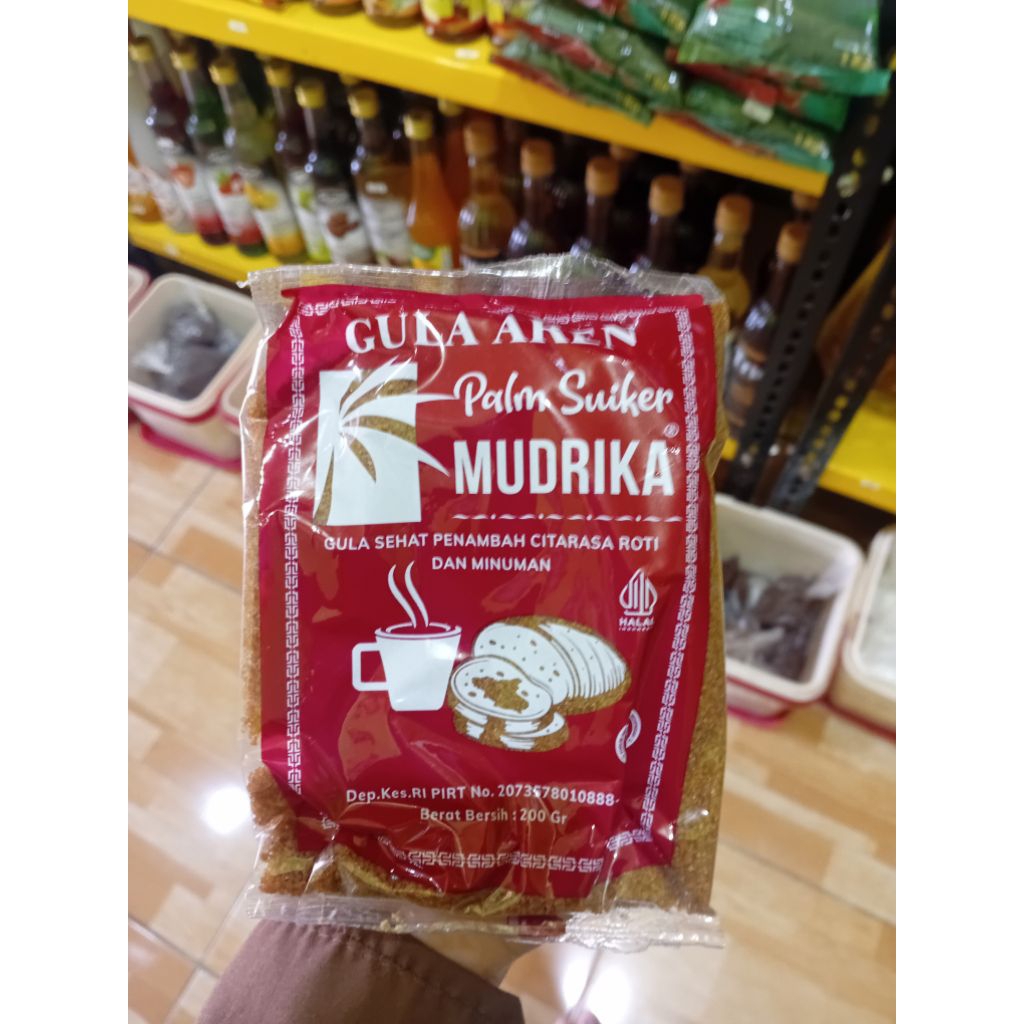 GULA AREN
Palm Suiker
MUDRIKA®
GULA SEHAT PENAMBAH CITARASA ROTI
DAN MINUMAN
HALAL
Dep.Kes.RI PIRT No. 2073578010888-
Berat Bersih : 200 Gr